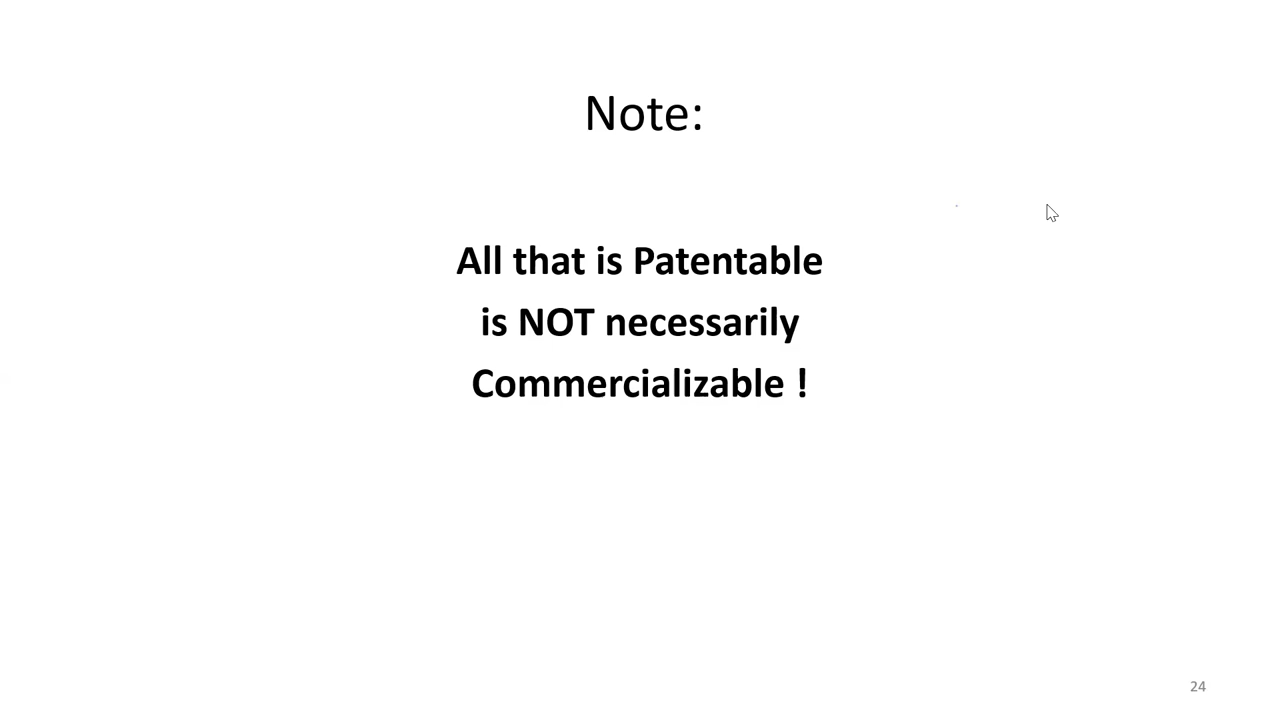 Note:
All that is Patentable
is NOT necessarily
Commercializable !
24